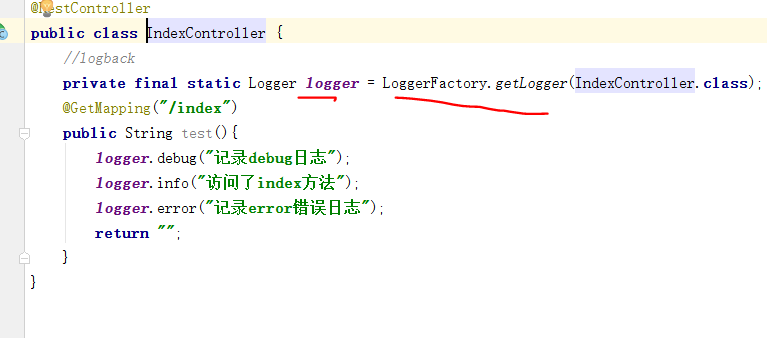 @RestController
public class IndexController {
//logback
private final static Logger logger = LoggerFactory.getLogger(IndexController.class);
@GetMapping("/index")
public String test(){
logger.debug("记录debug日志");
logger.info("访问了index方法");
logger.error("记录error错误日志");
return "";
}
}